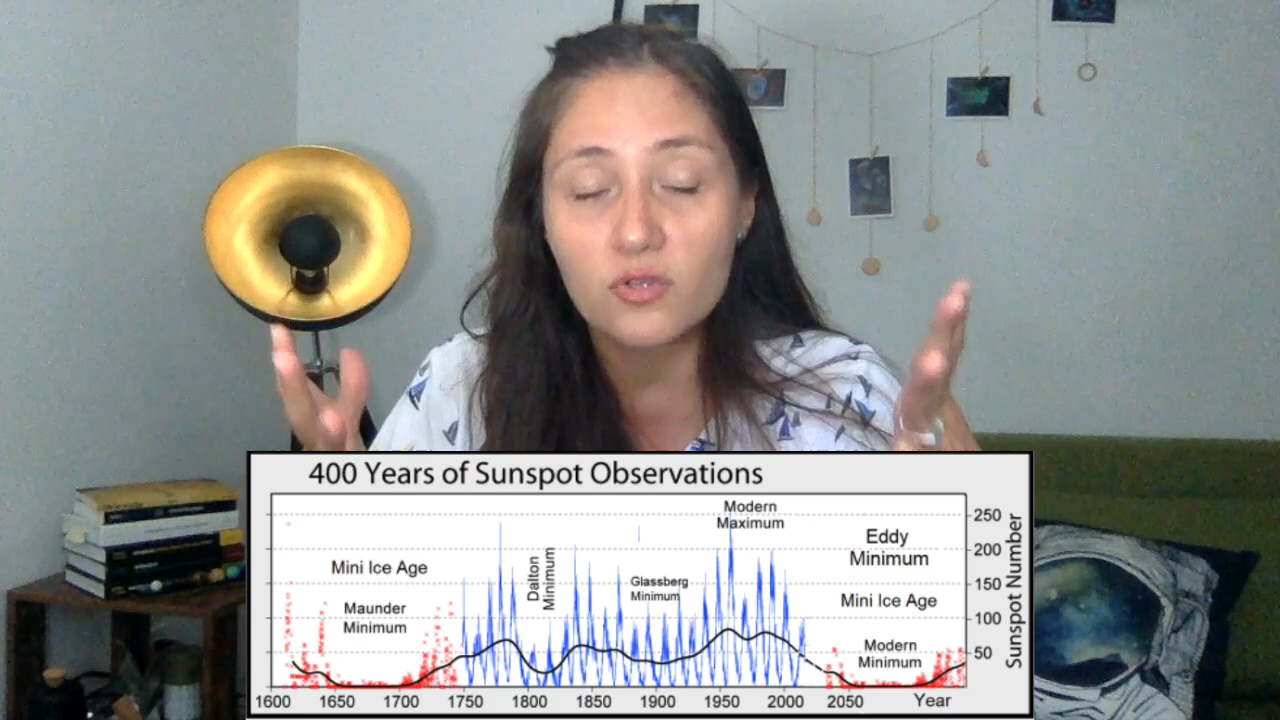 400 Years of Sunspot Observations
Modern
Maximum
Mini Ice Age
Maunder
Minimum
Dalton
Minimum
Glassberg
Minimum
Eddy
Minimum
Mini Ice Age
Modern
Minimum
250
200
150
100
50
Sunspot Number
1600
1650
1700
1750
1800
1850
1900
1950
2000
2050
Year